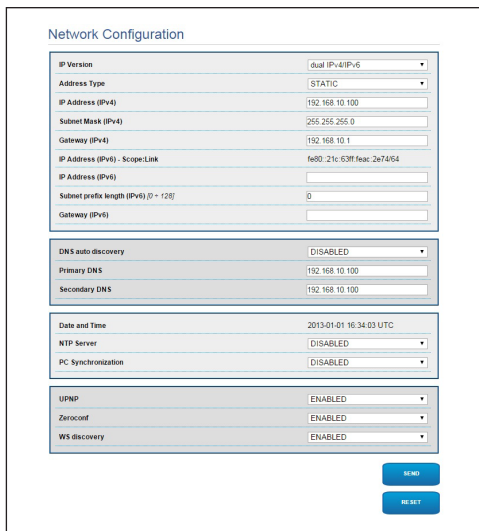 Network Configuration
IP Version dual IPv4/IPv6
Address Type STATIC
IP Address (IPv4) 192.168.10.100
Subnet Mask (IPv4) 255.255.255.0
Gateway (IPv4) 192.168.10.1
IP Address (IPv6) - Scope:Link fe80::21c:63ff:feac:2e74/64
IP Address (IPv6)
Subnet prefix length (IPv6) [0 ÷ 128] 0
Gateway (IPv6)
DNS auto discovery DISABLED
Primary DNS 192.168.10.100
Secondary DNS 192.168.10.100
Date and Time 2013-01-01 16:34:03 UTC
NTP Server DISABLED
PC Synchronization DISABLED
UPNP ENABLED
Zeroconf ENABLED
WS discovery ENABLED
SEND
RESET